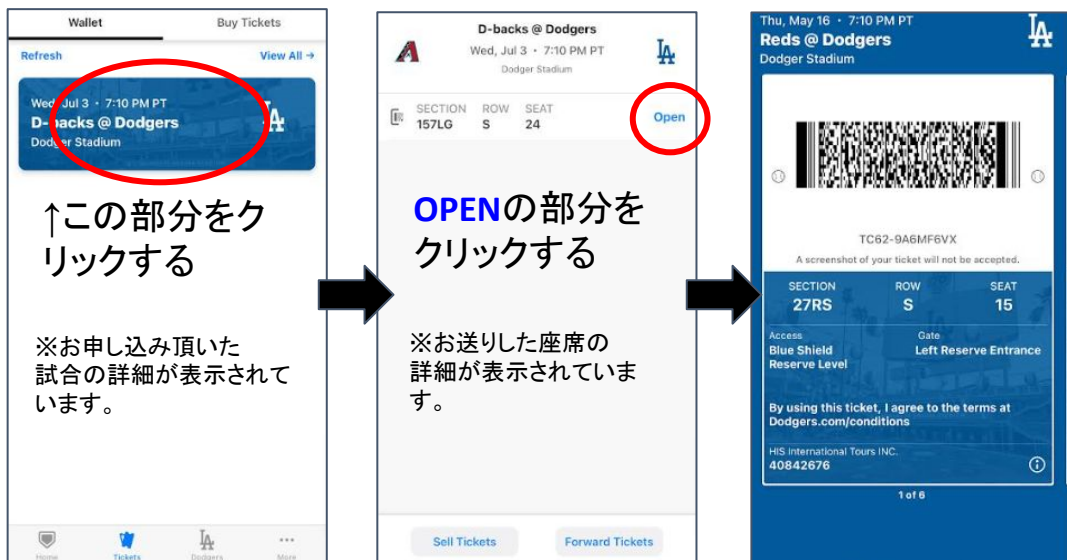 Wallet
Buy Tickets
Refresh
View All →
Wed, Jul 3 • 7:10 PM PT
D-backs @ Dodgers
Dodger Stadium
LA
↑この部分をク
リックする
※お申し込み頂いた
試合の詳細が表示されて
います。
Home
Tickets
Dodgers
More
D-backs @ Dodgers
Wed, Jul 3 • 7:10 PM PT
Dodger Stadium
A
LA
SECTION ROW SEAT
157LG S 24
Open
OPENの部分を
クリックする
※お送りした座席の
詳細が表示されていま
す。
Sell Tickets
Forward Tickets
Thu, May 16 • 7:10 PM PT
Reds @ Dodgers
Dodger Stadium
LA
TC62-9A6MF6VX
A screenshot of your ticket will not be accepted.
SECTION ROW SEAT
27RS S 15
Access
Blue Shield
Reserve Level
Gate
Left Reserve Entrance
By using this ticket, I agree to the terms at
Dodgers.com/conditions
HIS International Tours INC.
40842676
1 of 6